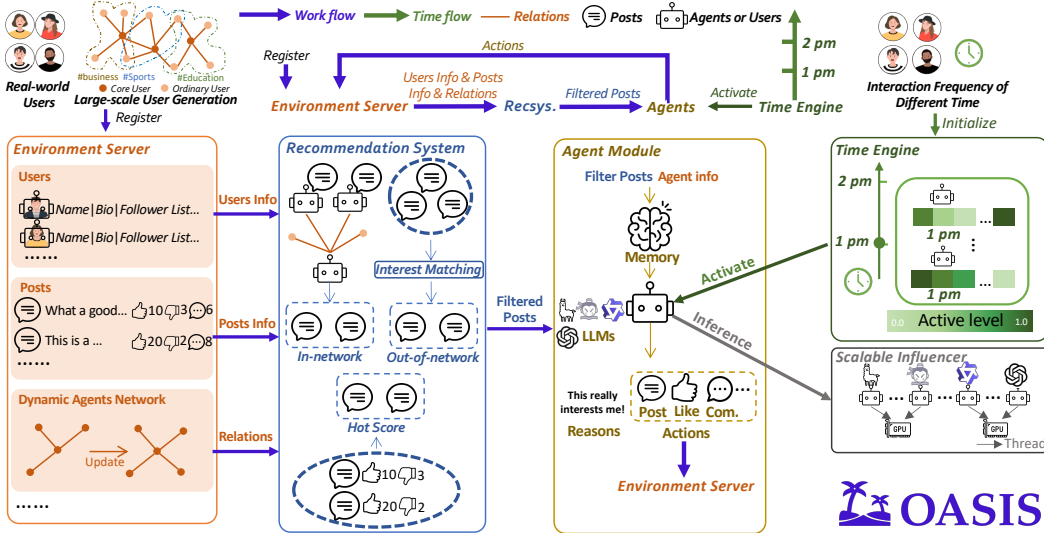 Work flow
Time flow
Relations
Posts
Agents or Users
#business #Sports
#Education
Core User
Ordinary User
Real-world
Users
Large-scale User Generation
Register
Register
Actions
Environment Server
Users Info & Posts
Info & Relations
Recsys.
Filtered Posts
Agents
Activate
Time Engine
2 pm
1 pm
Interaction Frequency of
Different Time
Initialize
Environment Server
Users
Name|Bio|Follower List...
Name|Bio|Follower List...
......
Posts
What a good... 10 3 6
This is a ... 20 2 8
......
Dynamic Agents Network
Update
......
Users Info
Posts Info
Relations
Recommendation System
Interest Matching
In-network
Out-of-network
Hot Score
10 3
20 2
Filtered
Posts
Agent Module
Filter Posts Agent info
Memory
LLMs
This really
interests me!
Reasons
Post Like Com.
...
Actions
Environment Server
Activate
Inference
Time Engine
2 pm
1 pm
...
1 pm
...
...
1 pm
0.0 Active level 1.0
Scalable Influencer
... ... ...
GPU
GPU
Thread
OASIS